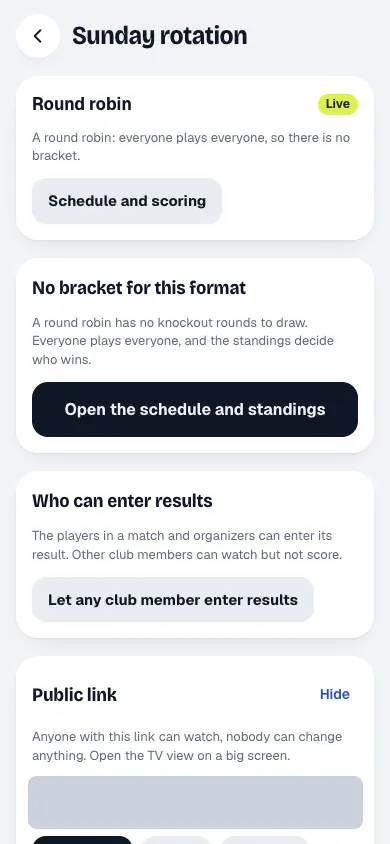 Sunday rotation
Round robin
Live
A round robin: everyone plays everyone, so there is no
bracket.
Schedule and scoring
No bracket for this format
A round robin has no knockout rounds to draw.
Everyone plays everyone, and the standings decide
who wins.
Open the schedule and standings
Who can enter results
The players in a match and organizers can enter its
result. Other club members can watch but not score.
Let any club member enter results
Public link
Hide
Anyone with this link can watch, nobody can change
anything. Open the TV view on a big screen.